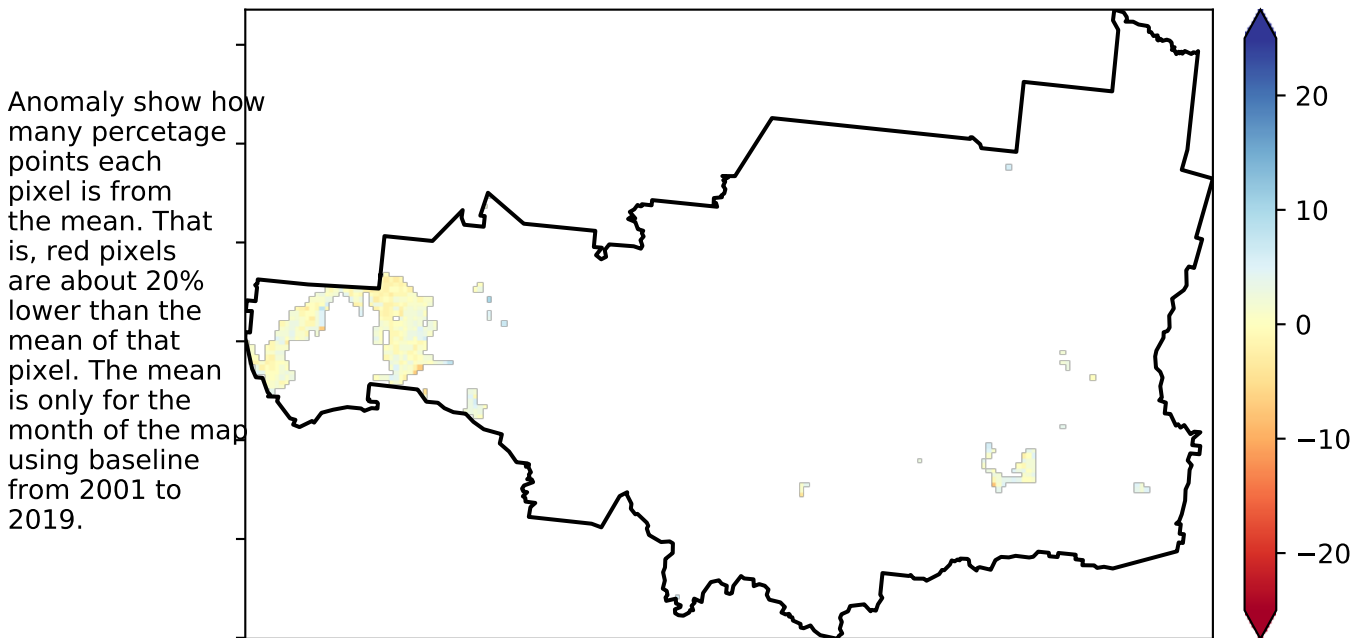 Anomaly show how
many percetage
points each
pixel is from
the mean. That
is, red pixels
are about 20%
lower than the
mean of that
pixel. The mean
is only for the
month of the map
using baseline
from 2001 to
2019.
20
10
0
−10
−20